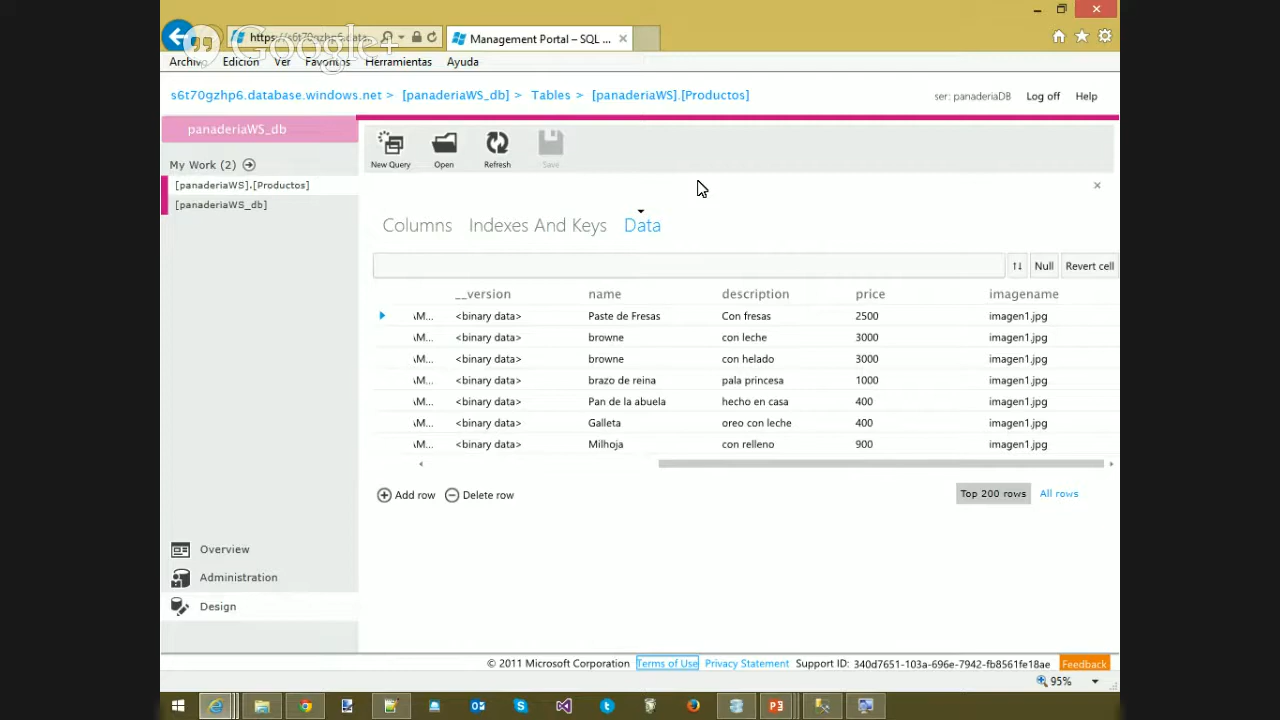 Google+
https://s6t70gzhp6.data...
Management Portal – SQL ...
Archivo Edición Ver Favoritos Herramientas Ayuda
s6t70gzhp6.database.windows.net > [panaderiaWS_db] > Tables > [panaderiaWS].[Productos]
ser: panaderiaDB Log off Help
panaderiaWS_db
New Query Open Refresh Save
My Work (2)
[panaderiaWS].[Productos]
[panaderiaWS_db]
Columns Indexes And Keys Data
Null Revert cell
__version name description price imagename
\M... <binary data> Paste de Fresas Con fresas 2500 imagen1.jpg
\M... <binary data> browne con leche 3000 imagen1.jpg
\M... <binary data> browne con helado 3000 imagen1.jpg
\M... <binary data> brazo de reina pala princesa 1000 imagen1.jpg
\M... <binary data> Pan de la abuela hecho en casa 400 imagen1.jpg
\M... <binary data> Galleta oreo con leche 400 imagen1.jpg
\M... <binary data> Milhoja con relleno 900 imagen1.jpg
Add row Delete row Top 200 rows All rows
Overview
Administration
Design
© 2011 Microsoft Corporation Terms of Use Privacy Statement Support ID: 340d7651-103a-696e-7942-fb8561fe18ae Feedback
95%